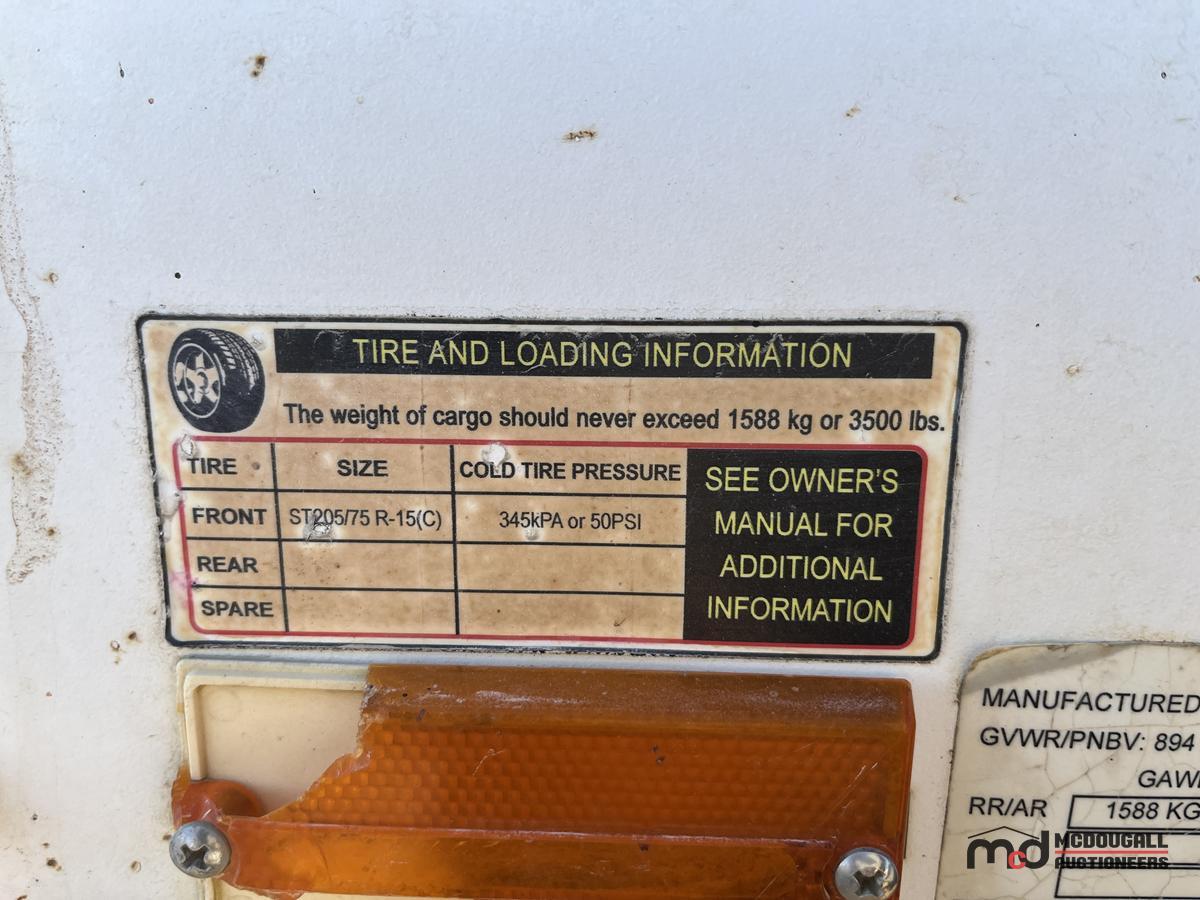 TIRE AND LOADING INFORMATION
The weight of cargo should never exceed 1588 kg or 3500 lbs.
TIRE SIZE COLD TIRE PRESSURE
FRONT ST205/75 R-15(C) 345kPA or 50PSI
REAR
SPARE
SEE OWNER'S
MANUAL FOR
ADDITIONAL
INFORMATION
MANUFACTURED
GVWR/PNBV: 894
RR/AR 1588 KG
mcd MCDOUGALL
AUCTIONEERS